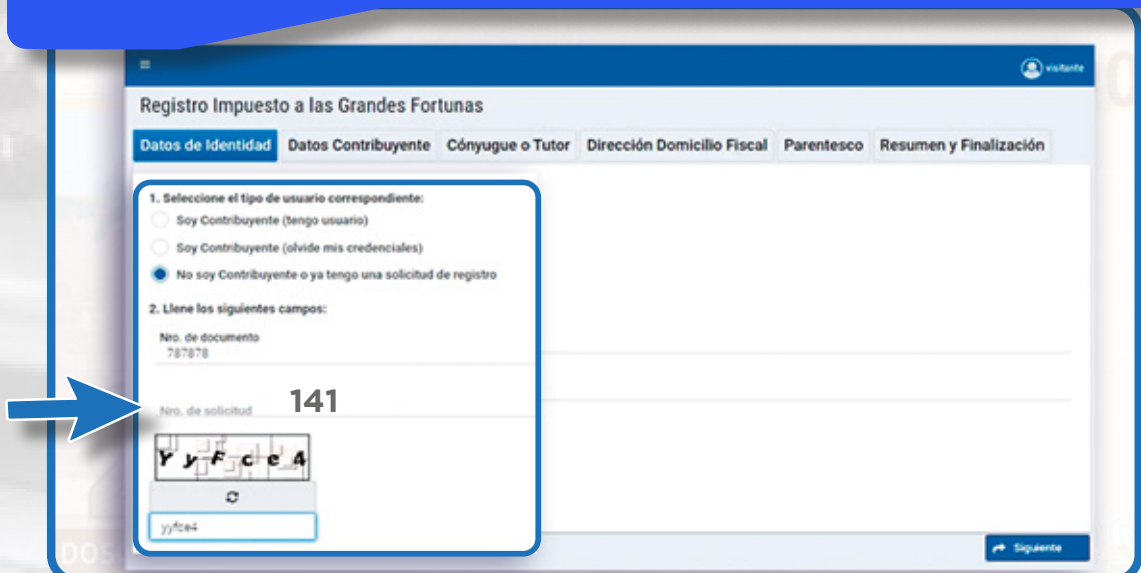 visitante
Registro Impuesto a las Grandes Fortunas
Datos de Identidad Datos Contribuyente Cónyugue o Tutor Dirección Domicilio Fiscal Parentesco Resumen y Finalización
1. Seleccione el tipo de usuario correspondiente:
Soy Contribuyente (tengo usuario)
Soy Contribuyente (olvide mis credenciales)
No soy Contribuyente o ya tengo una solicitud de registro
2. Llene los siguientes campos:
Nro. de documento
787878
Nro. de solicitud 141
Y y F c e 4
yyfce4
Siguiente
DOS